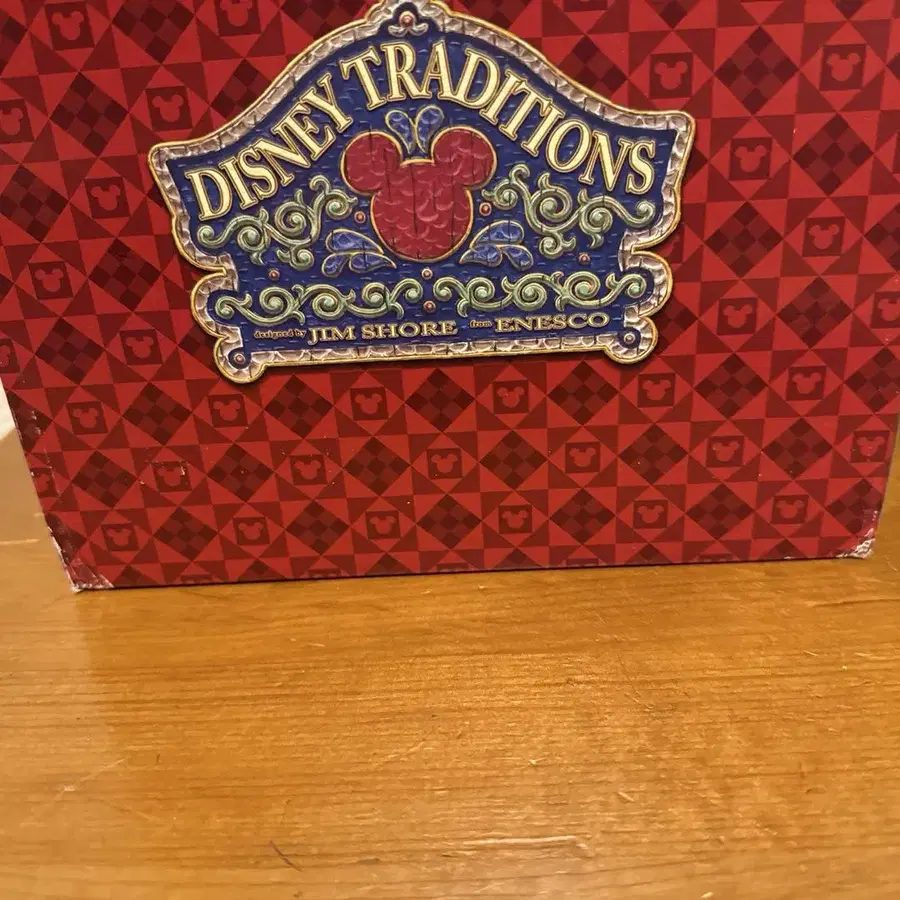 DISNEY TRADITIONS
designed by JIM SHORE from ENESCO